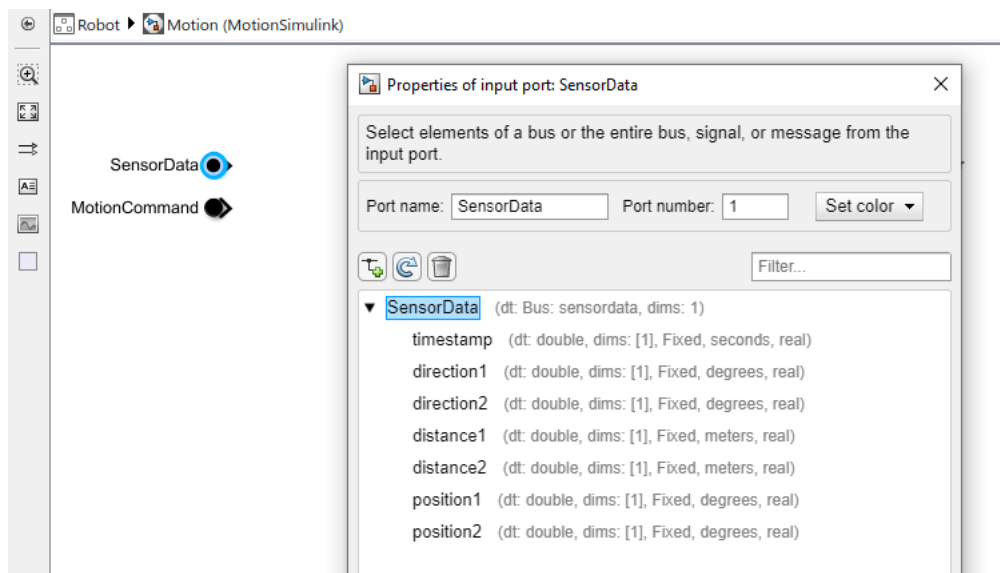 Robot Motion (MotionSimulink)
Properties of input port: SensorData
Select elements of a bus or the entire bus, signal, or message from the
input port.
SensorData
MotionCommand
Port name: SensorData Port number: 1 Set color
Filter...
SensorData (dt: Bus: sensordata, dims: 1)
timestamp (dt: double, dims: [1], Fixed, seconds, real)
direction1 (dt: double, dims: [1], Fixed, degrees, real)
direction2 (dt: double, dims: [1], Fixed, degrees, real)
distance1 (dt: double, dims: [1], Fixed, meters, real)
distance2 (dt: double, dims: [1], Fixed, meters, real)
position1 (dt: double, dims: [1], Fixed, degrees, real)
position2 (dt: double, dims: [1], Fixed, degrees, real)